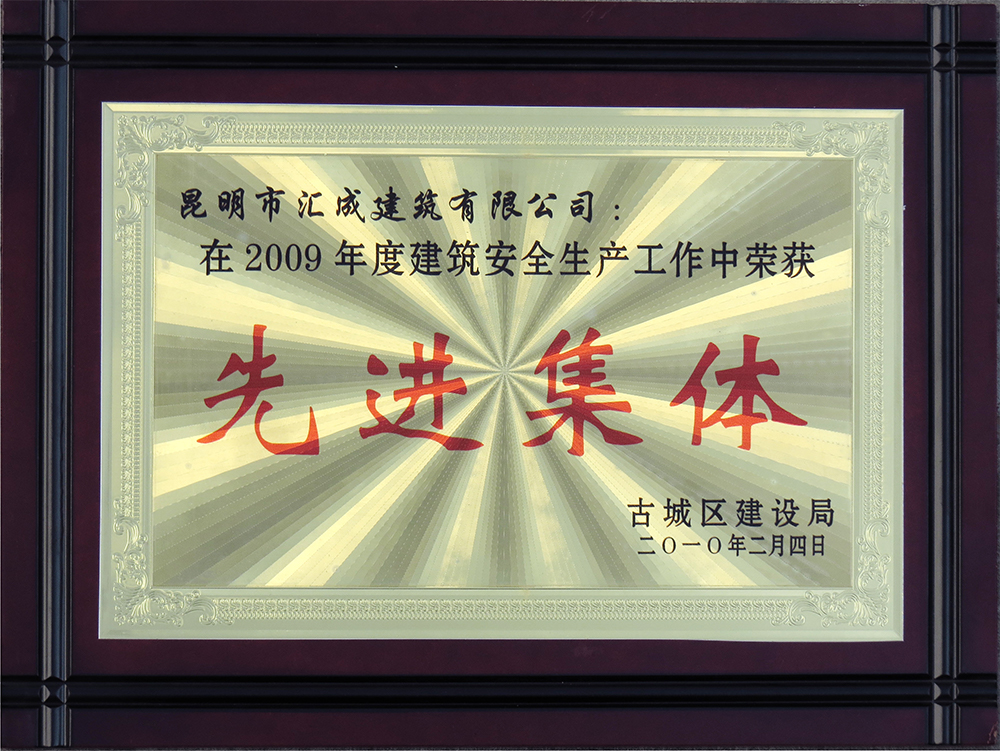 昆明市汇成建筑有限公司：
在2009年度建筑安全生产工作中荣获
先进集体
古城区建设局
二〇一〇年二月四日